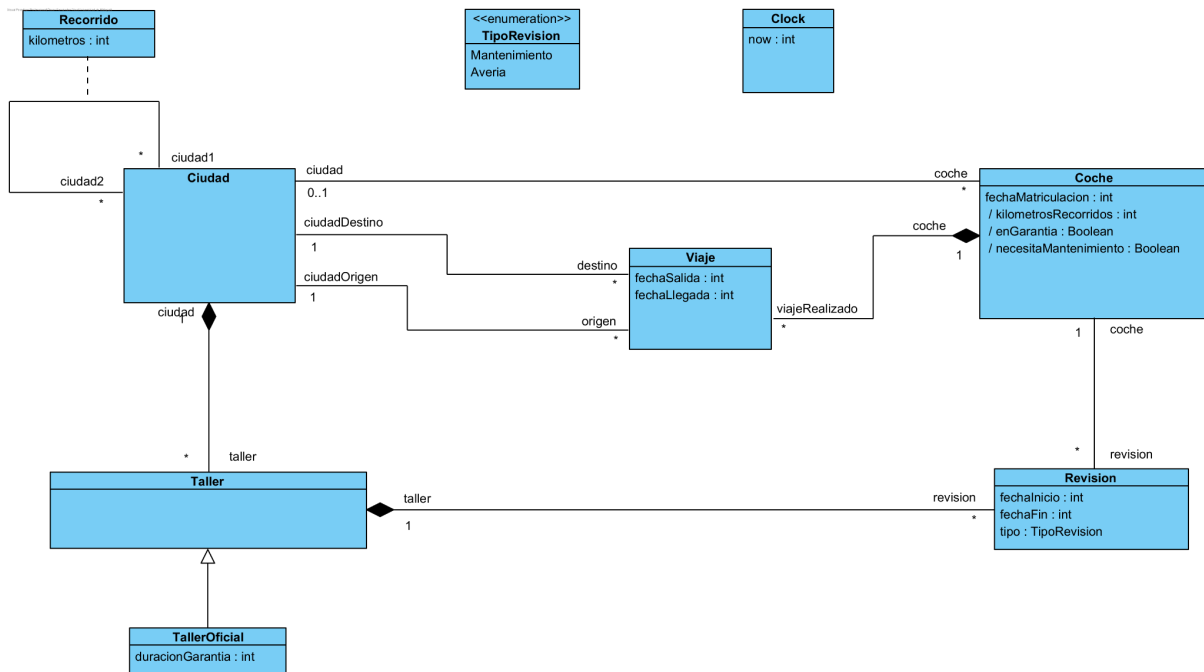 Recorrido
kilometros : int
<<enumeration>>
TipoRevision
Mantenimiento
Averia
Clock
now : int
*
ciudad1
ciudad2
*
Ciudad
ciudad
0..1
coche
*
Coche
fechaMatriculacion : int
/ kilometrosRecorridos : int
/ enGarantia : Boolean
/ necesitaMantenimiento : Boolean
ciudadDestino
1
destino
*
ciudadOrigen
1
origen
*
Viaje
fechaSalida : int
fechaLlegada : int
coche
1
viajeRealizado
*
ciudad
1
1
coche
*
taller
*
revision
Taller
taller
1
revision
*
Revision
fechaInicio : int
fechaFin : int
tipo : TipoRevision
TallerOficial
duracionGarantia : int